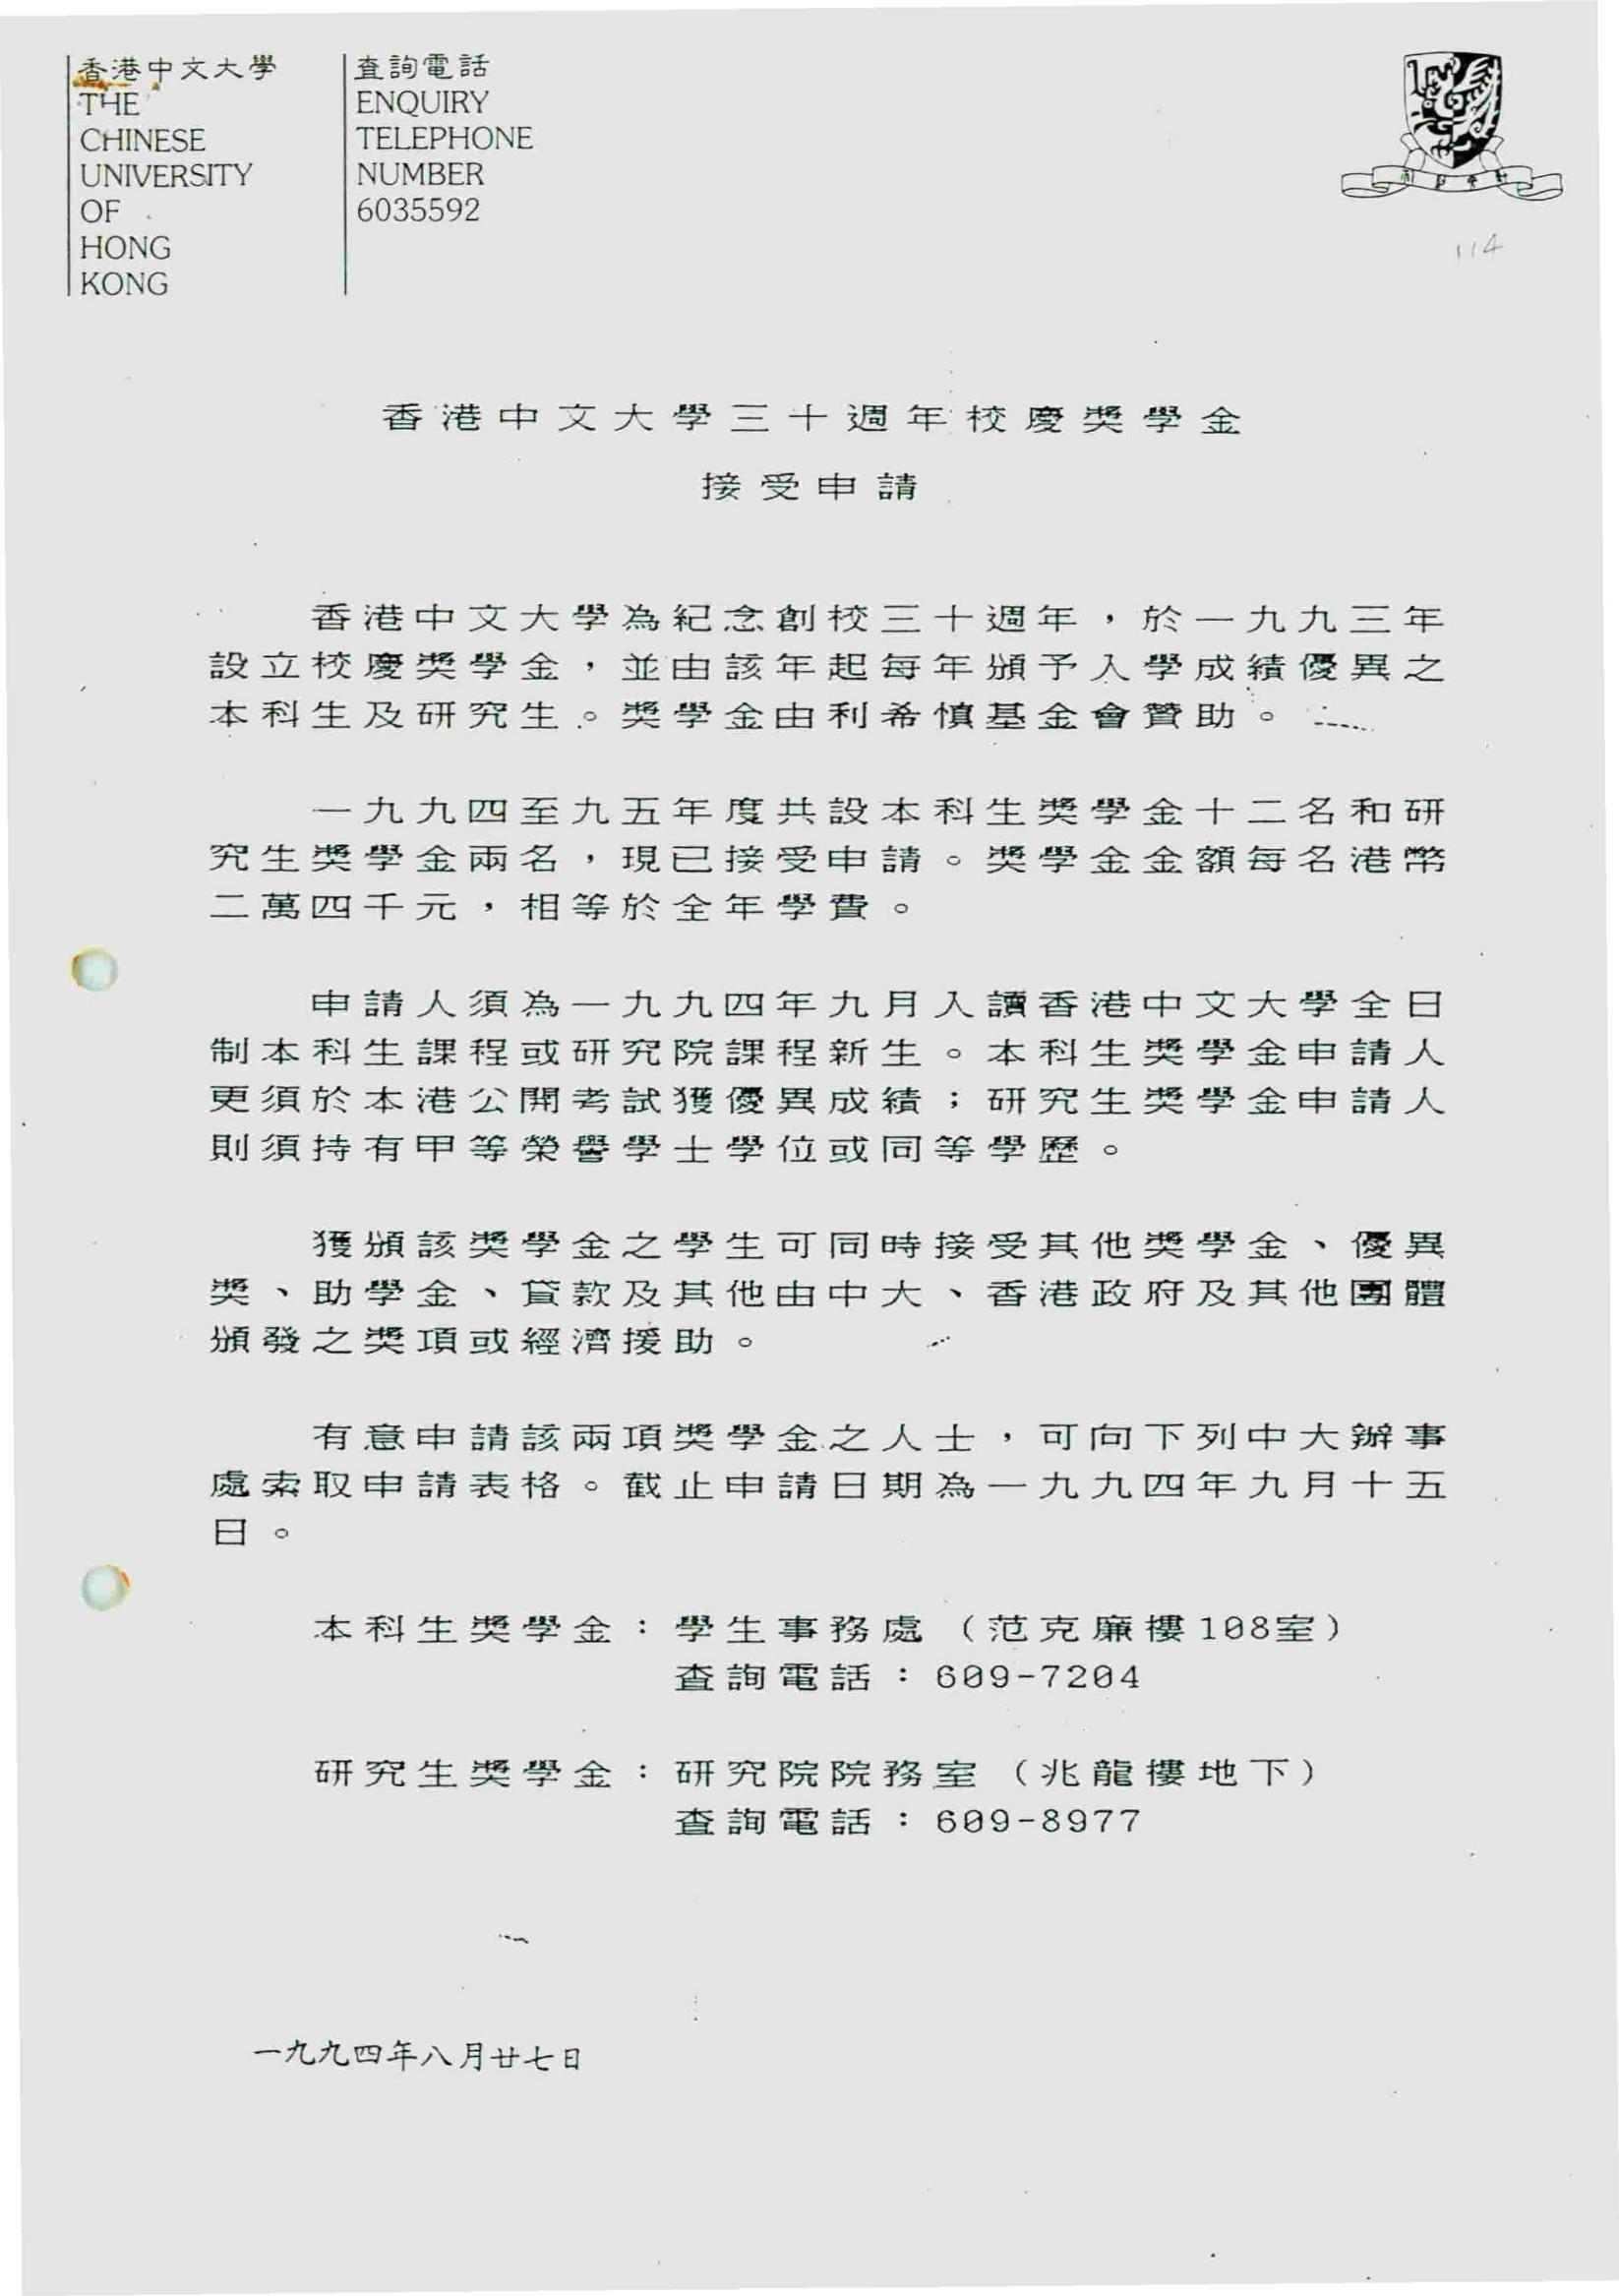 香港中文大學
THE
CHINESE
UNIVERSITY
OF
HONG
KONG
查詢電話
ENQUIRY
TELEPHONE
NUMBER
6035592
114
香港中文大學三十週年校慶獎學金
接受申請
香港中文大學為紀念創校三十週年，於一九九三年
設立校慶獎學金，並由該年起每年頒予入學成績優異之
本科生及研究生。獎學金由利希慎基金會贊助。
一九九四至九五年度共設本科生獎學金十二名和研
究生獎學金兩名，現已接受申請。獎學金金額每名港幣
二萬四千元，相等於全年學費。
申請人須為一九九四年九月入讀香港中文大學全日
制本科生課程或研究院課程新生。本科生獎學金申請人
更須於本港公開考試獲優異成績；研究生獎學金申請人
則須持有甲等榮譽學士學位或同等學歷。
獲頒該獎學金之學生可同時接受其他獎學金、優異
獎、助學金、貸款及其他由中大、香港政府及其他團體
頒發之獎項或經濟援助。
有意申請該兩項獎學金之人士，可向下列中大辦事
處索取申請表格。截止申請日期為一九九四年九月十五
日。
本科生獎學金：學生事務處（范克廉樓108室）
查詢電話：609-7204
研究生獎學金：研究院院務室（兆龍樓地下）
查詢電話：609-8977
一九九四年八月廿七日